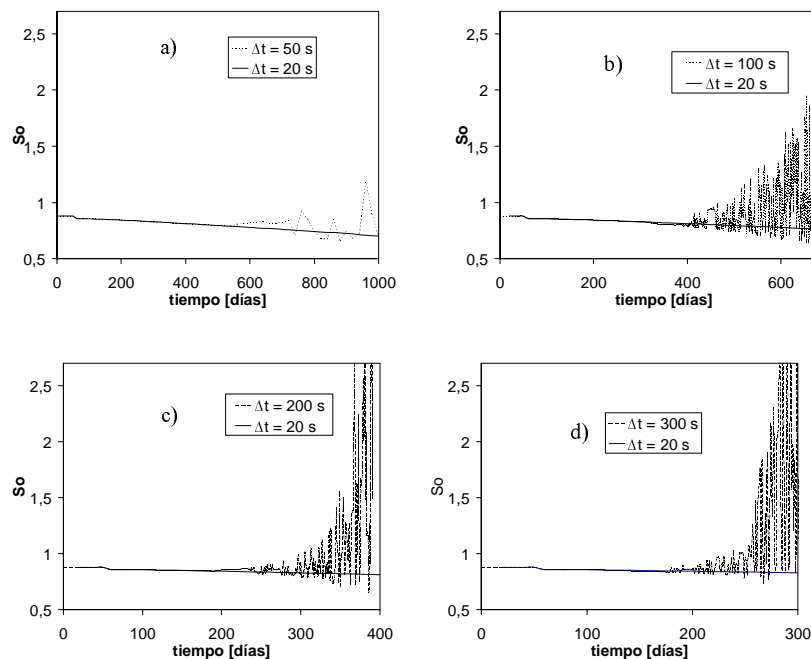 a)
Δt = 50 s
Δt = 20 s
2,5
2
1,5
1
0,5
So
0 200 400 600 800 1000
tiempo [días]
b)
Δt = 100 s
Δt = 20 s
2,5
2
1,5
1
0,5
So
0 200 400 600
tiempo [días]
c)
Δt = 200 s
Δt = 20 s
2,5
2
1,5
1
0,5
So
0 100 200 300 400
tiempo [días]
d)
Δt = 300 s
Δt = 20 s
2,5
2
1,5
1
0,5
So
0 100 200 300
tiempo [días]